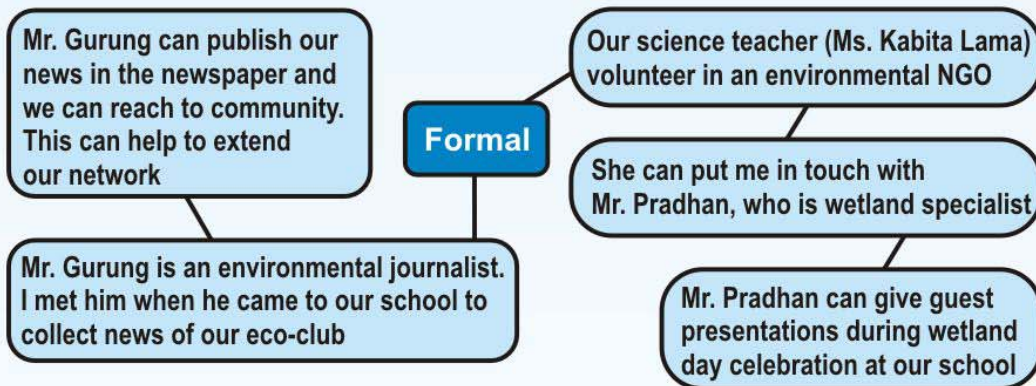 Mr. Gurung can publish our
news in the newspaper and
we can reach to community.
This can help to extend
our network
Formal
Our science teacher (Ms. Kabita Lama)
volunteer in an environmental NGO
She can put me in touch with
Mr. Pradhan, who is wetland specialist
Mr. Gurung is an environmental journalist.
I met him when he came to our school to
collect news of our eco-club
Mr. Pradhan can give guest
presentations during wetland
day celebration at our school